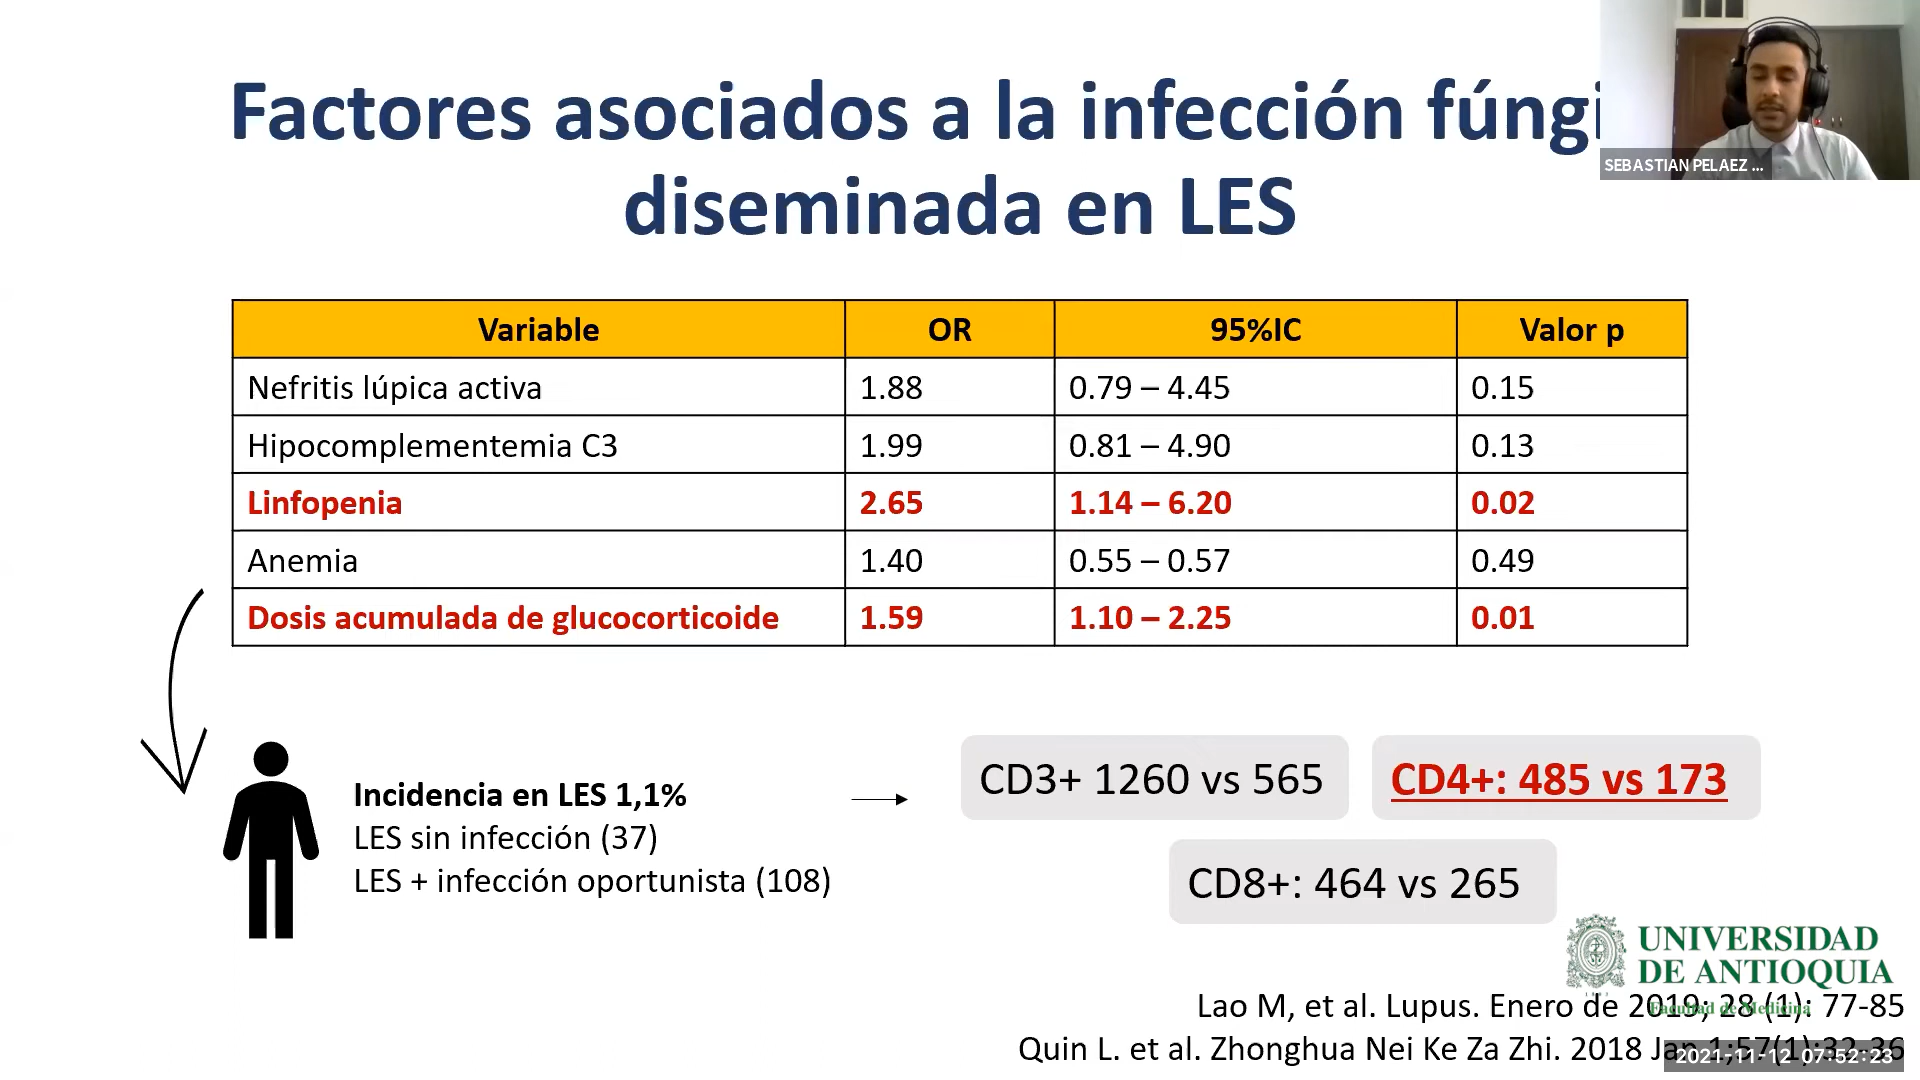 Factores asociados a la infección fúngi
diseminada en LES
SEBASTIAN PELAEZ ...
Variable OR 95%IC Valor p
Nefritis lúpica activa 1.88 0.79 – 4.45 0.15
Hipocomplementemia C3 1.99 0.81 – 4.90 0.13
Linfopenia 2.65 1.14 – 6.20 0.02
Anemia 1.40 0.55 – 0.57 0.49
Dosis acumulada de glucocorticoide 1.59 1.10 – 2.25 0.01
Incidencia en LES 1,1%
LES sin infección (37)
LES + infección oportunista (108)
CD3+ 1260 vs 565
CD4+: 485 vs 173
CD8+: 464 vs 265
UNIVERSIDAD
DE ANTIOQUIA
Facultad de Medicina
Lao M, et al. Lupus. Enero de 2019; 28 (1): 77-85
Quin L. et al. Zhonghua Nei Ke Za Zhi. 2018 Jan 1;57(1):32-36
2021-11-12 07:52:23